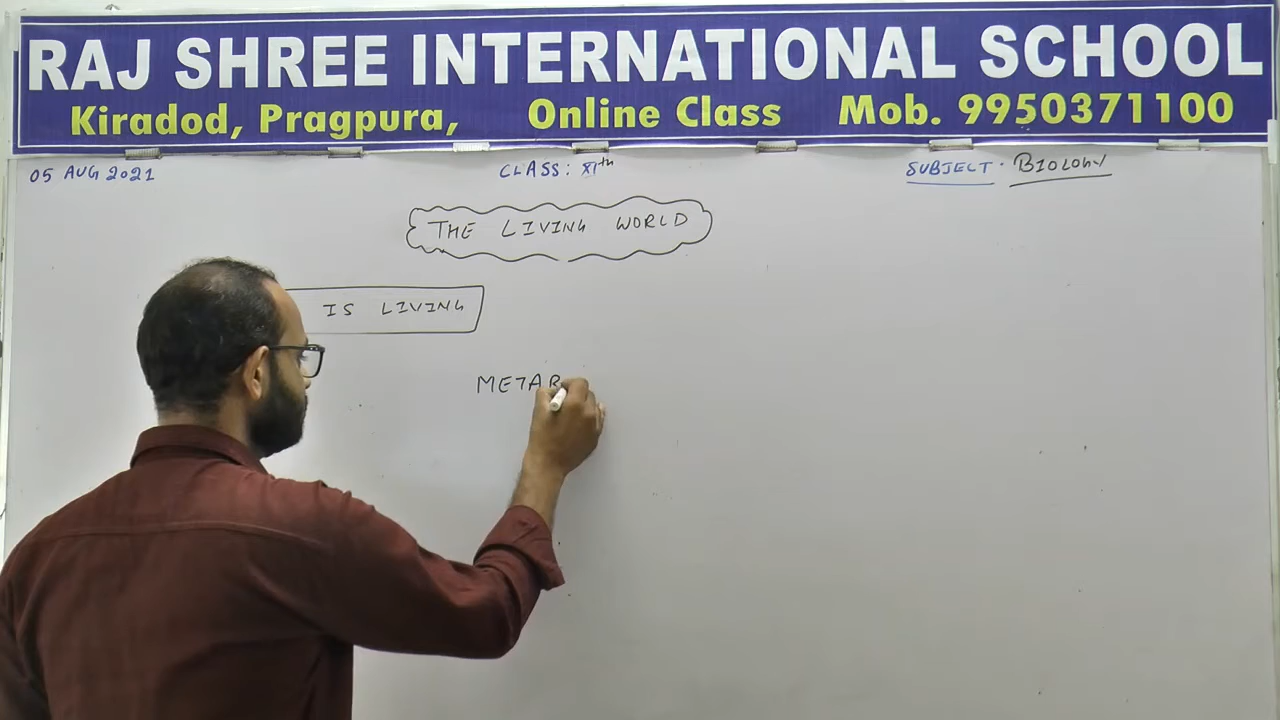 RAJ SHREE INTERNATIONAL SCHOOL
Kiradod, Pragpura, Online Class Mob. 9950371100
05 AUG 2021 CLASS: XIth SUBJECT · BIOLOGY
THE LIVING WORLD
IS LIVING
METAB